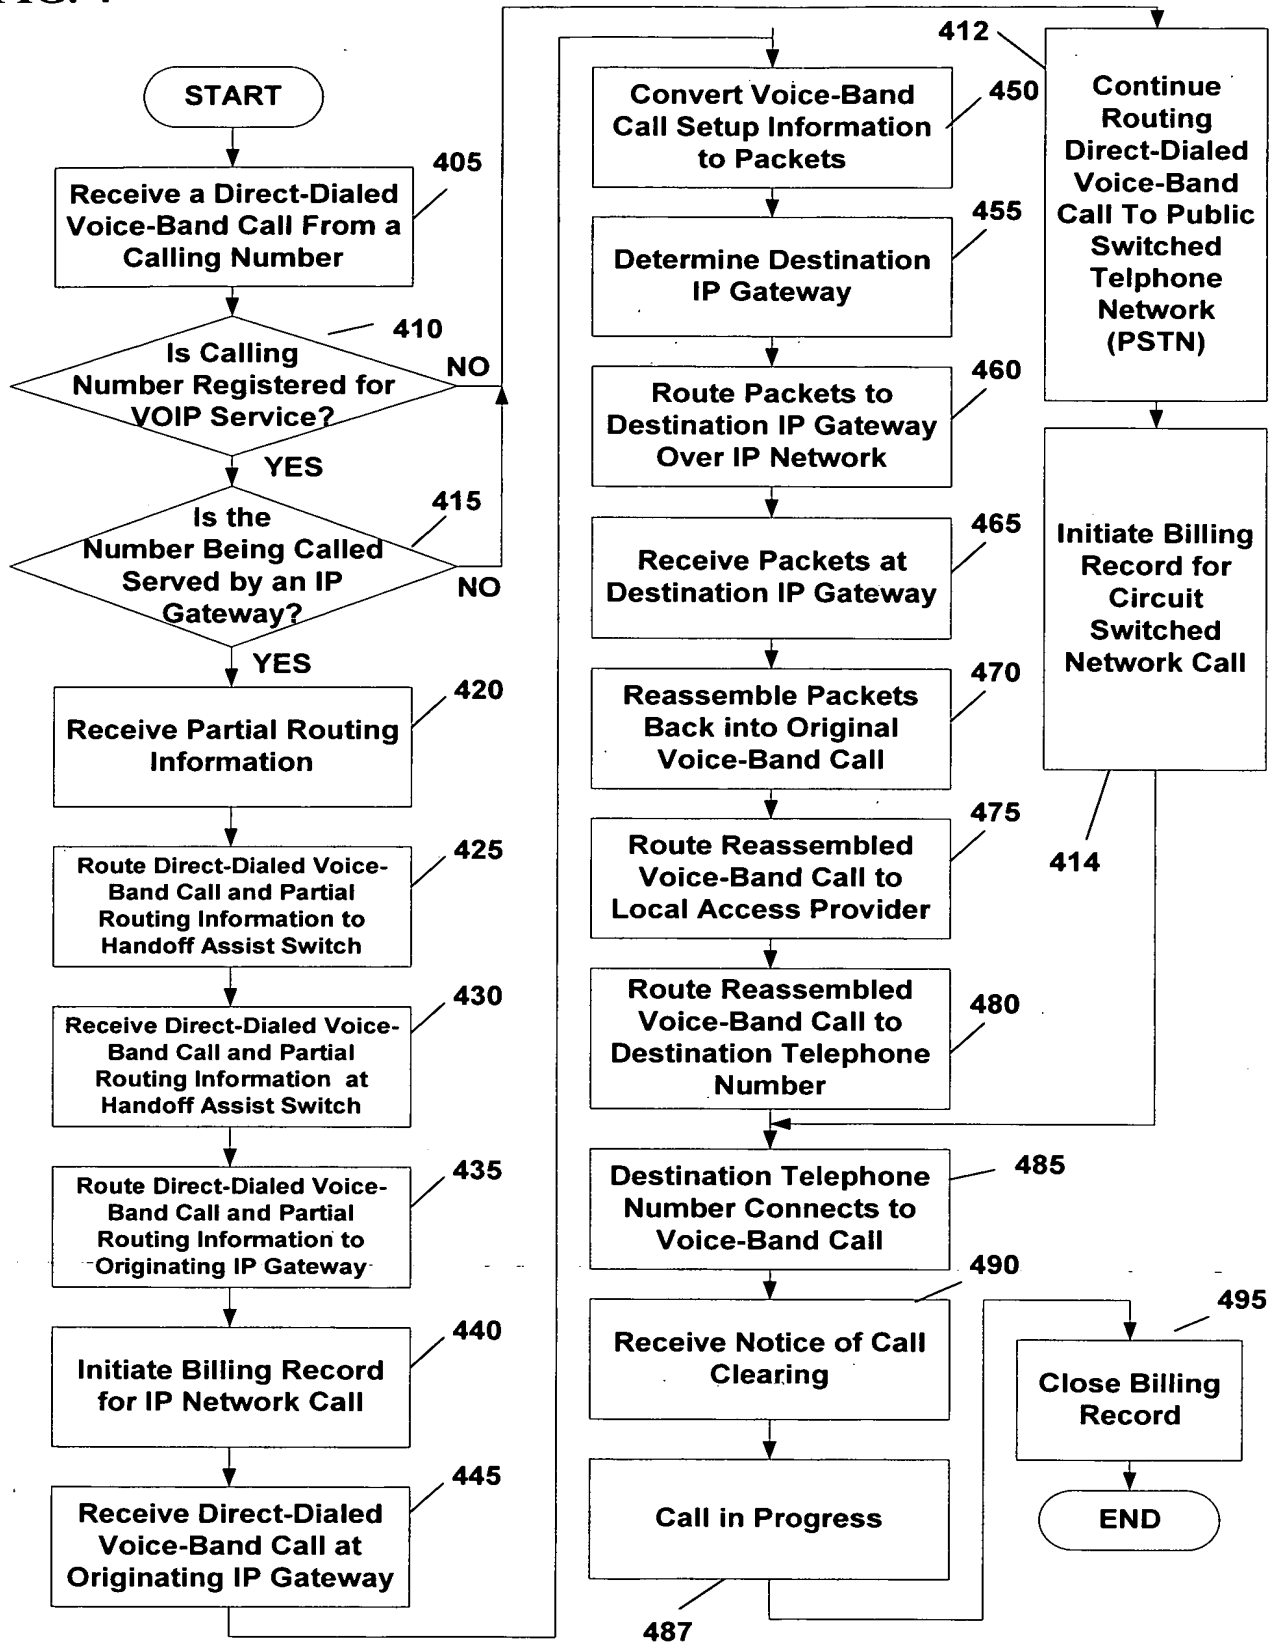 START
405
Receive a Direct-Dialed
Voice-Band Call From a
Calling Number
410
Is Calling
Number Registered for
VOIP Service?
NO
YES
415
Is the
Number Being Called
Served by an IP
Gateway?
NO
YES
420
Receive Partial Routing
Information
425
Route Direct-Dialed Voice-
Band Call and Partial
Routing Information to
Handoff Assist Switch
430
Receive Direct-Dialed Voice-
Band Call and Partial
Routing Information at
Handoff Assist Switch
435
Route Direct-Dialed Voice-
Band Call and Partial
Routing Information to
Originating IP Gateway
440
Initiate Billing Record
for IP Network Call
445
Receive Direct-Dialed
Voice-Band Call at
Originating IP Gateway
450
Convert Voice-Band
Call Setup Information
to Packets
455
Determine Destination
IP Gateway
460
Route Packets to
Destination IP Gateway
Over IP Network
465
Receive Packets at
Destination IP Gateway
470
Reassemble Packets
Back into Original
Voice-Band Call
475
Route Reassembled
Voice-Band Call to
Local Access Provider
480
Route Reassembled
Voice-Band Call to
Destination Telephone
Number
485
Destination Telephone
Number Connects to
Voice-Band Call
490
Receive Notice of Call
Clearing
Call in Progress
487
412
Continue
Routing
Direct-Dialed
Voice-Band
Call To Public
Switched
Telphone
Network
(PSTN)
Initiate Billing
Record for
Circuit
Switched
Network Call
414
495
Close Billing
Record
END